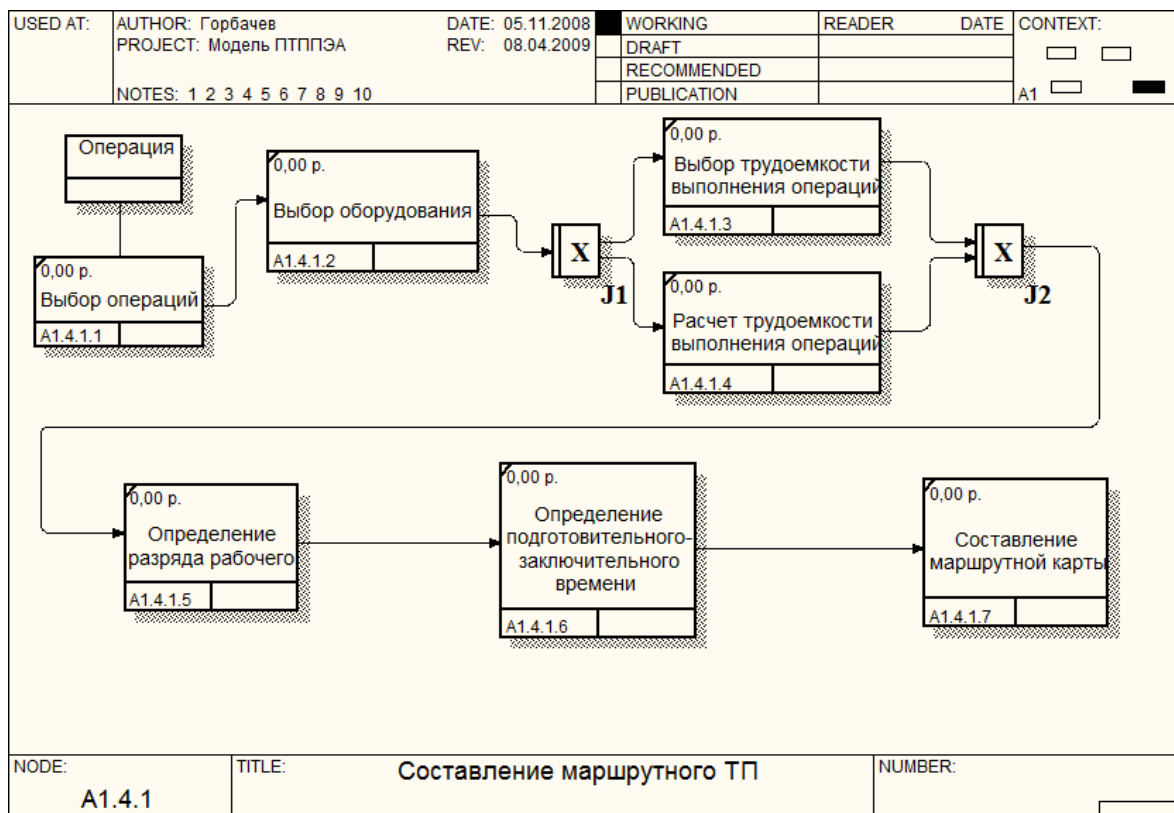 USED AT:
AUTHOR: Горбачев
DATE: 05.11.2008
PROJECT: Модель ПТППЭА
REV: 08.04.2009
NOTES: 1 2 3 4 5 6 7 8 9 10
WORKING
DRAFT
RECOMMENDED
PUBLICATION
READER DATE
CONTEXT:
A1
Операция
0,00 р.
Выбор операций
A1.4.1.1
0,00 р.
Выбор оборудования
A1.4.1.2
X
J1
0,00 р.
Выбор трудоемкости
выполнения операций
A1.4.1.3
0,00 р.
Расчет трудоемкости
выполнения операций
A1.4.1.4
X
J2
0,00 р.
Определение
разряда рабочего
A1.4.1.5
0,00 р.
Определение
подготовительного-
заключительного
времени
A1.4.1.6
0,00 р.
Составление
маршрутной карты
A1.4.1.7
NODE:
A1.4.1
TITLE:
Составление маршрутного ТП
NUMBER: